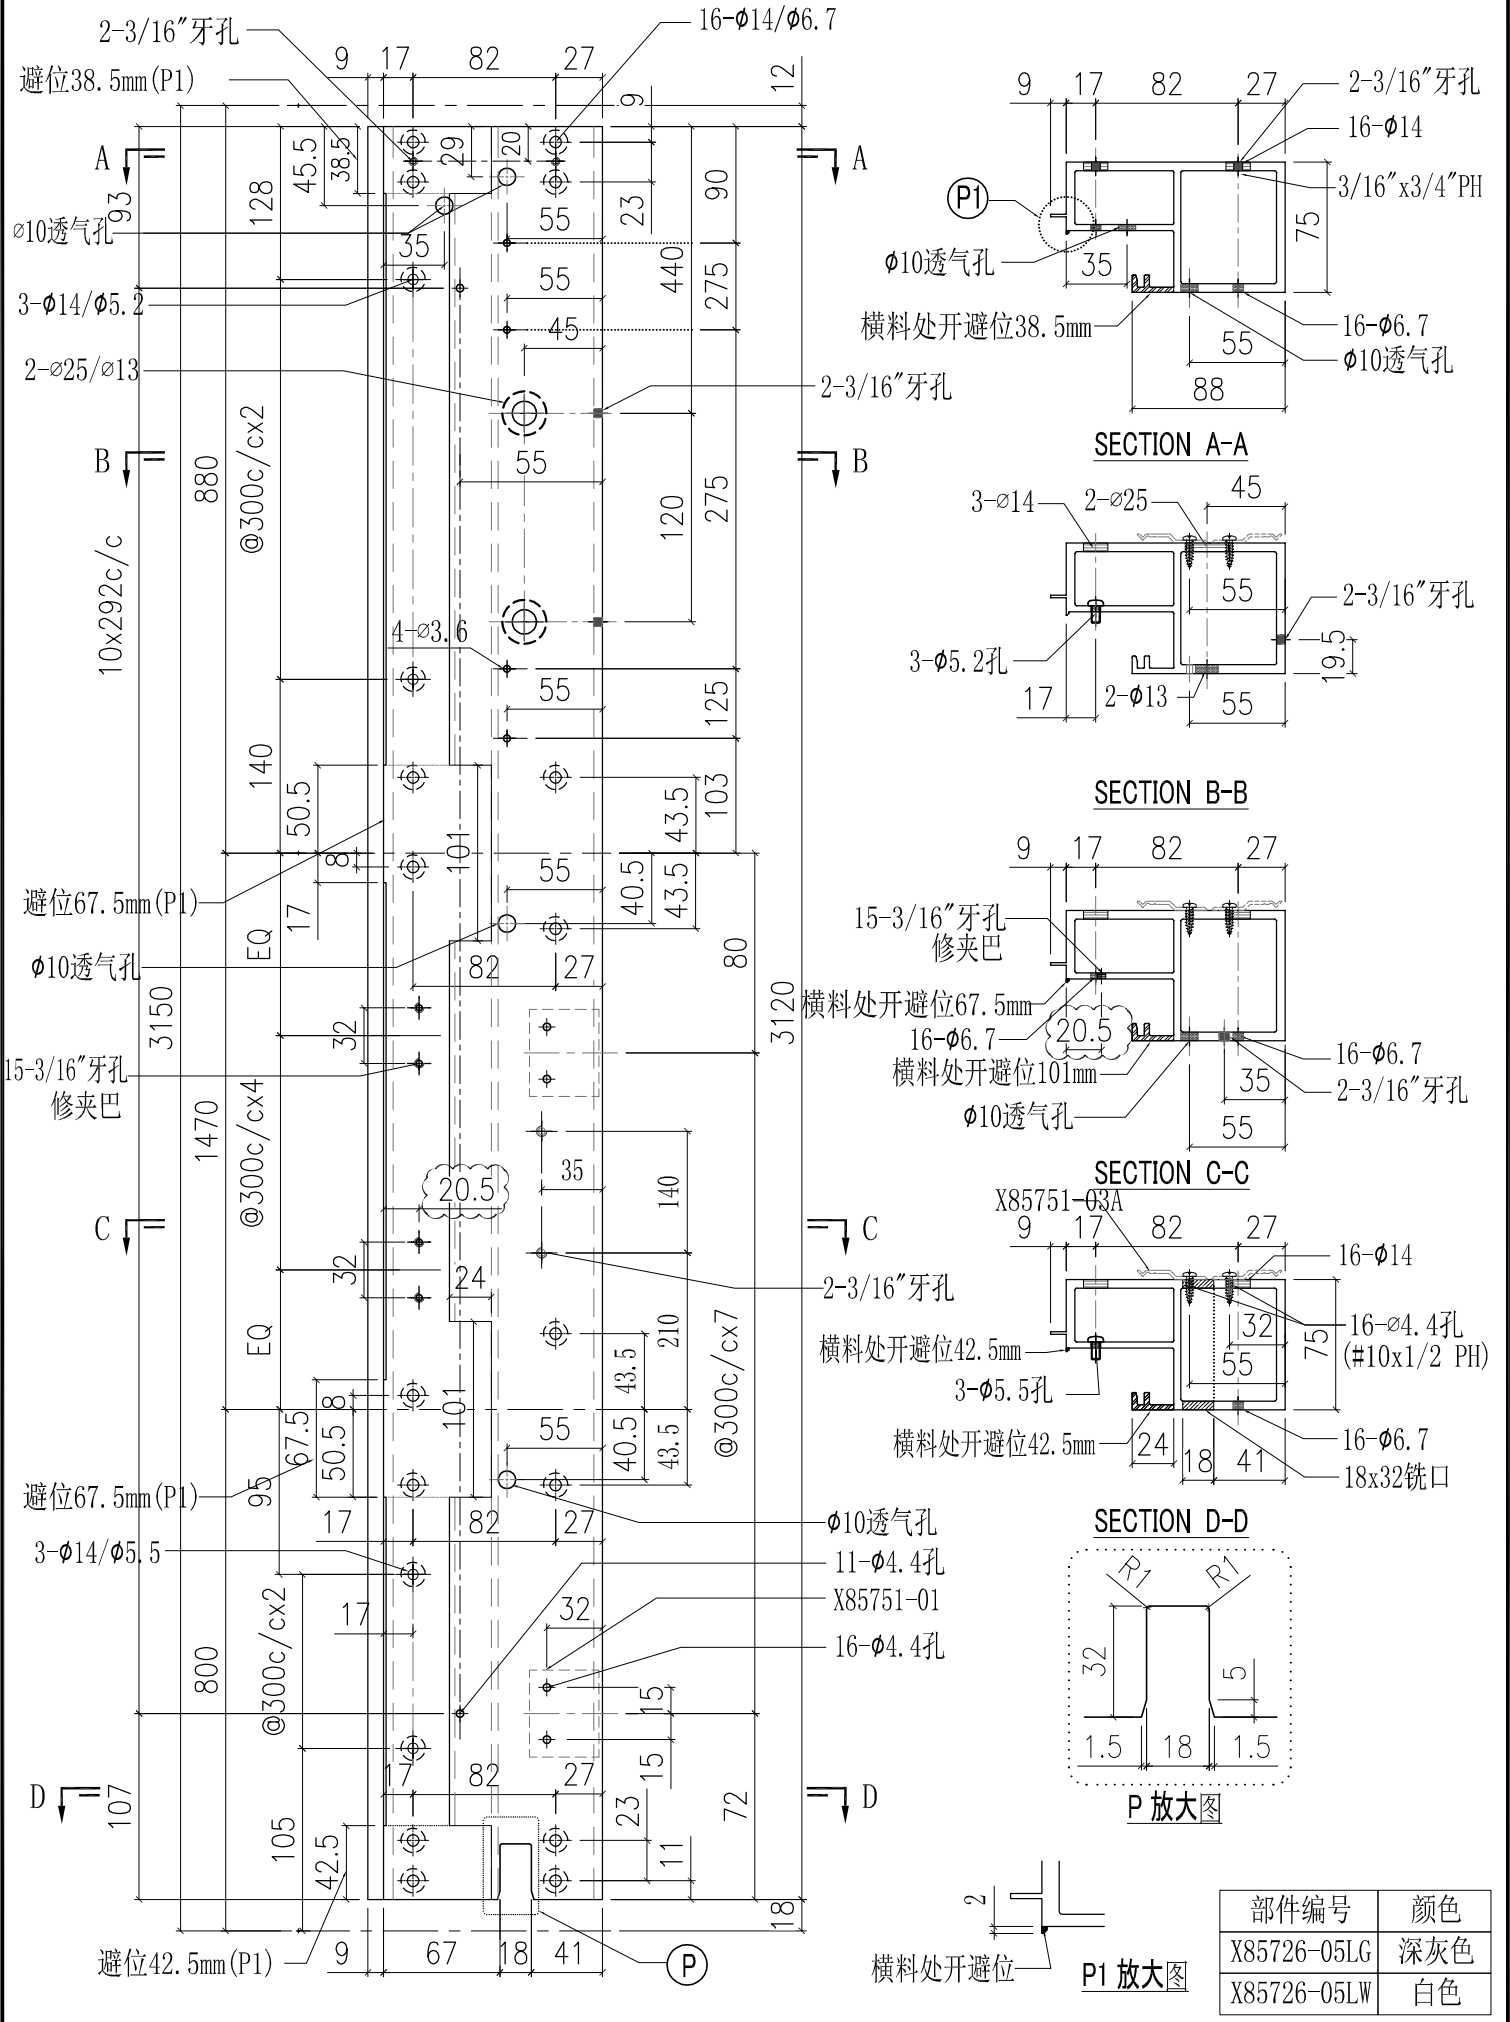 2-3/16"牙孔
16-ϕ14/ϕ6.7
避位38.5mm(P1)
9 17 82 27
12
9
A A
45.5
38.5
29
20
128
93
90
23
ø10透气孔
35
55
440
275
3-ϕ14/ϕ5.2
55
45
2-ø25/ø13
2-3/16"牙孔
@300c/cx2
880
B B
55
275
120
10x292c/c
4-ø3.6
55
125
140
50.5
103
43.5
101
8
避位67.5mm(P1)
17
55
40.5
43.5
EQ
ϕ10透气孔
82 27
80
3150
3120
32
15-3/16"牙孔
修夹巴
1470
@300c/cx4
35
140
20.5
C C
32
24
2-3/16"牙孔
210
@300c/cx7
EQ
43.5
8
67.5
50.5
101
55
40.5
43.5
95
避位67.5mm(P1)
17 82 27
ϕ10透气孔
3-ϕ14/ϕ5.5
11-ϕ4.4孔
X85751-01
17
32
16-ϕ4.4孔
@300c/cx2
800
15
15
17 82 27
D D
107
105
42.5
23
11
72
18
避位42.5mm(P1)
9 67 18 41
P
9 17 82 27
2-3/16"牙孔
16-ϕ14
3/16"x3/4"PH
P1
75
ϕ10透气孔
35
横料处开避位38.5mm
16-ϕ6.7
55
ϕ10透气孔
88
SECTION A-A
3-ø14
2-ø25
45
55
2-3/16"牙孔
3-ϕ5.2孔
19.5
17
2-ϕ13
55
SECTION B-B
9 17 82 27
15-3/16"牙孔
修夹巴
横料处开避位67.5mm
16-ϕ6.7
20.5
横料处开避位101mm
16-ϕ6.7
35
2-3/16"牙孔
ϕ10透气孔
55
SECTION C-C
X85751-03A
9 17 82 27
16-ϕ14
32
75
16-ø4.4孔
(#10x1/2 PH)
横料处开避位42.5mm
55
3-ϕ5.5孔
横料处开避位42.5mm
24 18 41
16-ϕ6.7
18x32铣口
SECTION D-D
R1 R1
32
5
1.5 18 1.5
P 放大图
2
横料处开避位
P1 放大图
部件编号 颜色
X85726-05LG 深灰色
X85726-05LW 白色